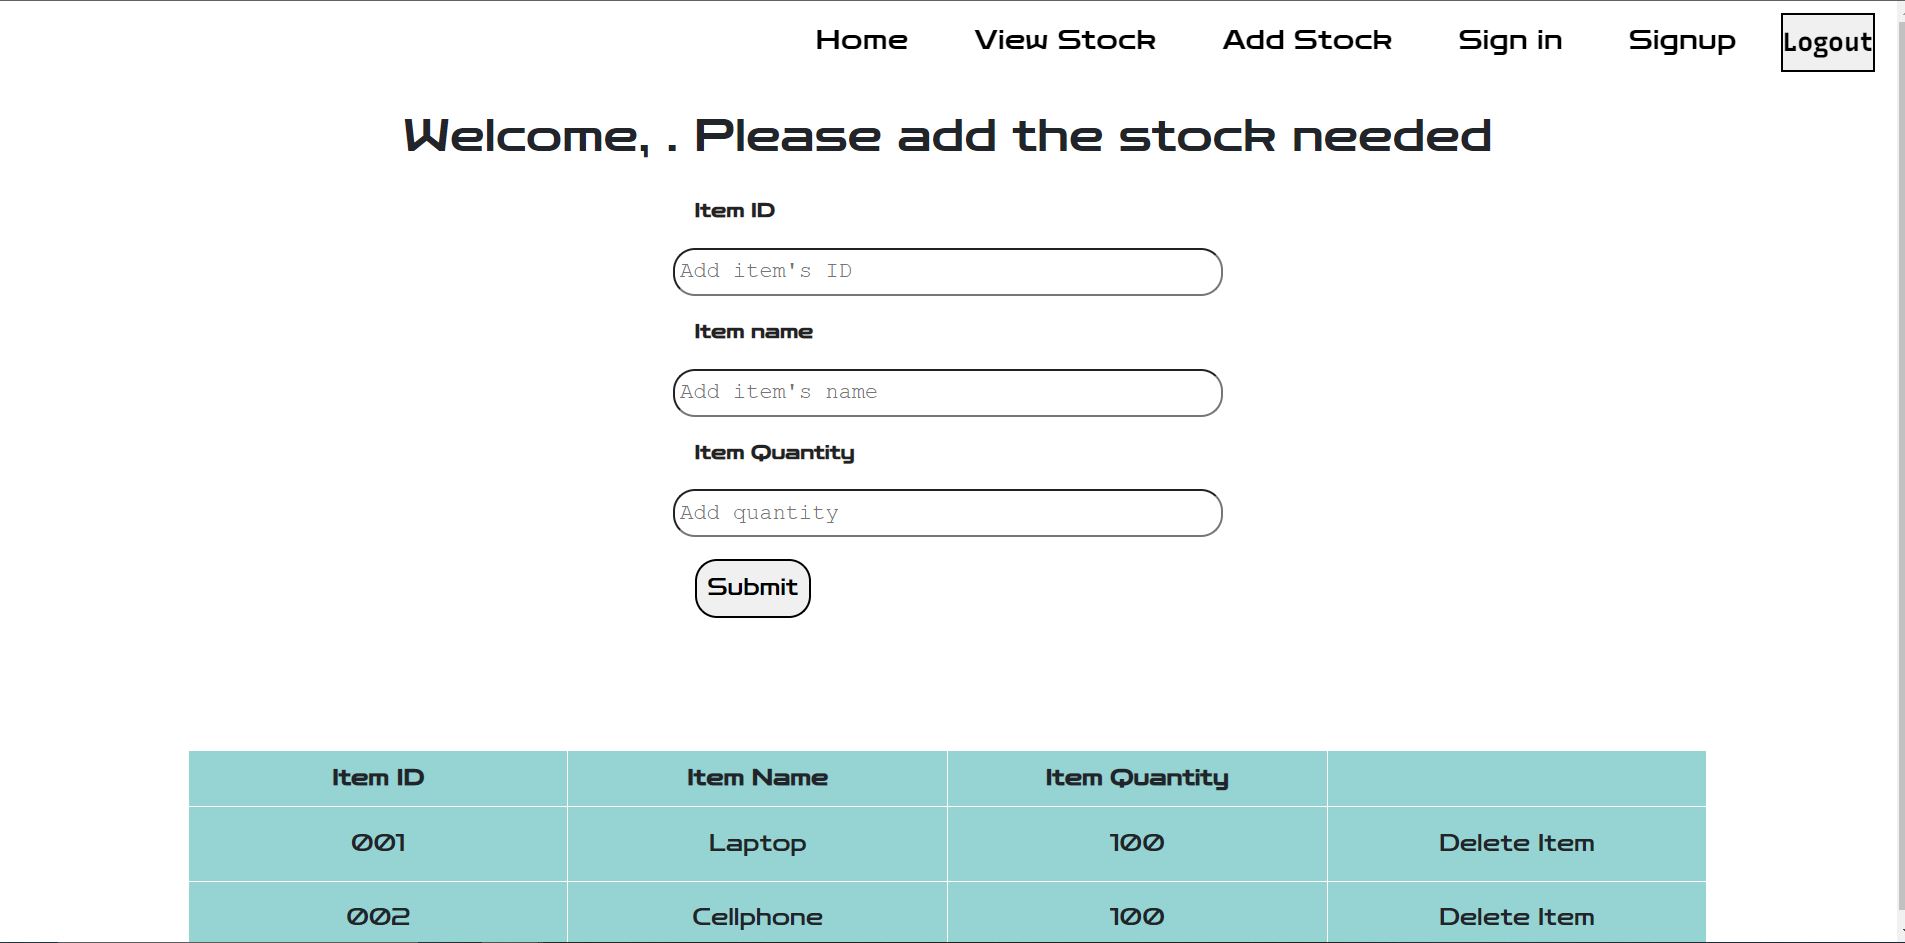 Home View Stock Add Stock Sign in Signup Logout
Welcome, . Please add the stock needed
Item ID
Add item's ID
Item name
Add item's name
Item Quantity
Add quantity
Submit
Item ID Item Name Item Quantity
001 Laptop 100 Delete Item
002 Cellphone 100 Delete Item